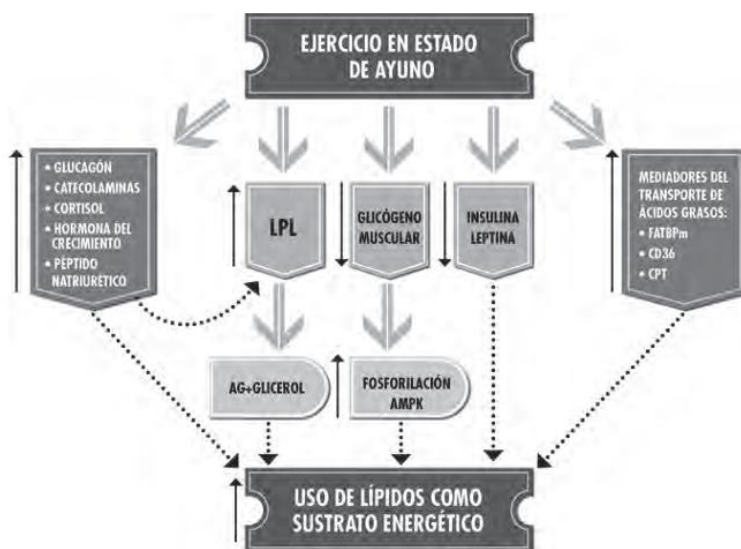 EJERCICIO EN ESTADO
DE AYUNO
• GLUCAGÓN
• CATECOLAMINAS
• CORTISOL
• HORMONA DEL
CRECIMIENTO
• PÉPTIDO
NATRIURÉTICO
LPL
GLICÓGENO
MUSCULAR
INSULINA
LEPTINA
MEDIADORES DEL
TRANSPORTE DE
ÁCIDOS GRASOS:
• FATBPm
• CD36
• CPT
AG+GLICEROL
FOSFORILACIÓN
AMPK
USO DE LÍPIDOS COMO
SUSTRATO ENERGÉTICO